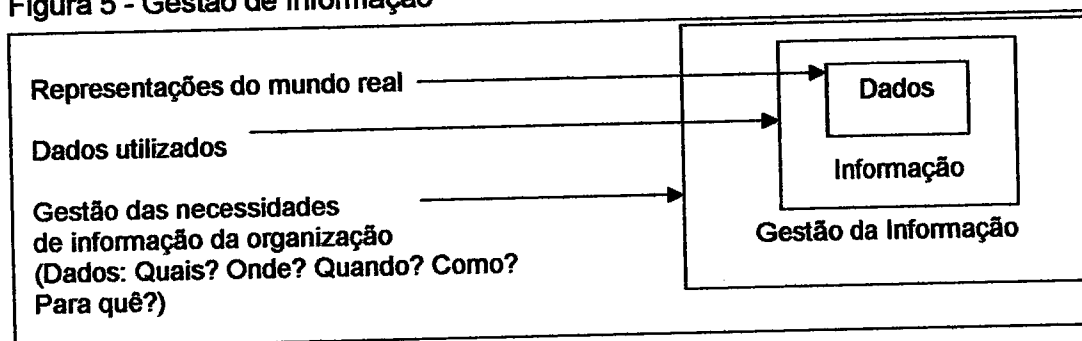 Figura 5 - Gestão de Informação
Representações do mundo real
Dados
Dados utilizados
Informação
Gestão das necessidades
de informação da organização
Gestão da Informação
(Dados: Quais? Onde? Quando? Como?
Para quê?)